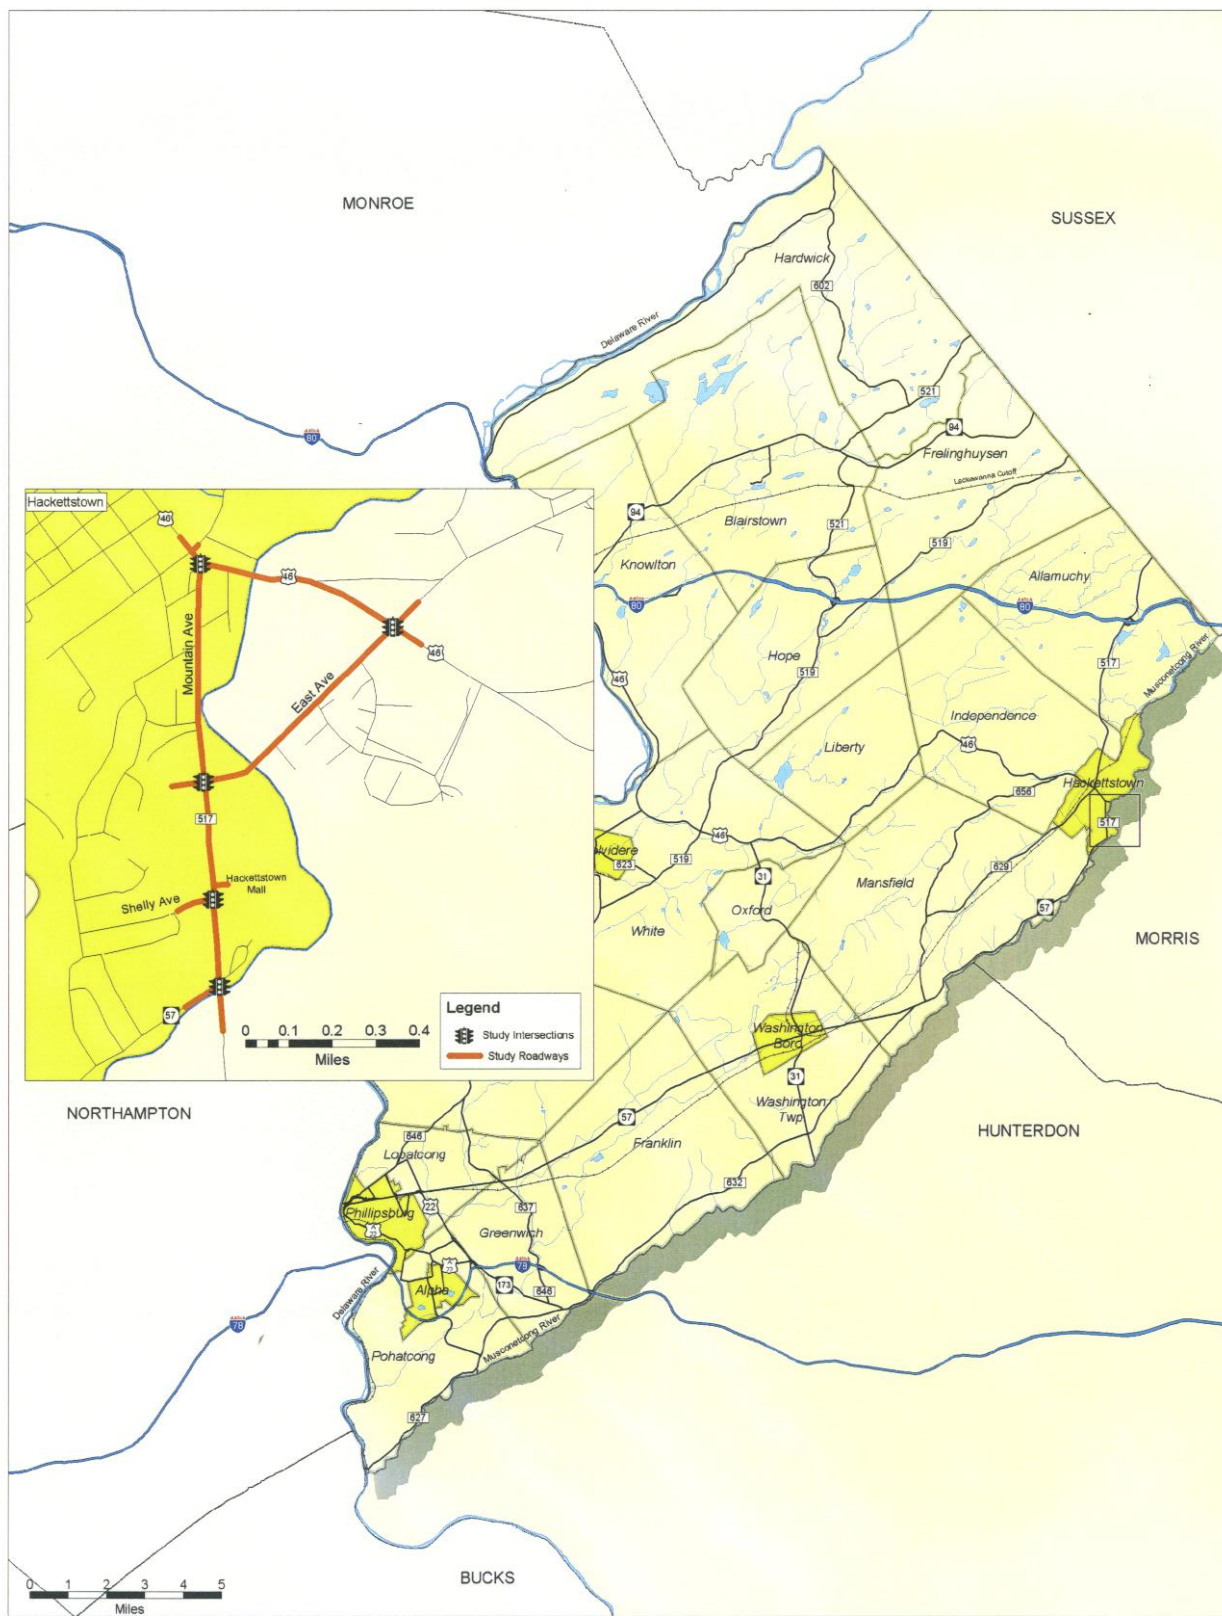 MONROE
SUSSEX
Hardwick
602
Delaware River
521
80
94
Frelinghuysen
Lackawanna Cutoff
Hackettstown
46
94
Blairstown
521
519
Knowlton
Allamuchy
46
80
80
Mountain Ave
46
East Ave
Hope
46
519
517
Musconetcong River
Independence
Liberty
46
Hackettstown
656
517
517
46
lvidere
623
519
31
Mansfield
629
Hackettstown
Mall
Shelly Ave
Oxford
57
White
MORRIS
57
Legend
Study Intersections
Study Roadways
0 0.1 0.2 0.3 0.4
Miles
Washington
Boro
31
NORTHAMPTON
Washington
Twp
57
HUNTERDON
646
Franklin
Lopatcong
632
Phillipsburg
22
637
A
22
Greenwich
A
22
78
Delaware River
Alpha
173
646
78
Musconetcong River
Pohatcong
627
BUCKS
0 1 2 3 4 5
Miles